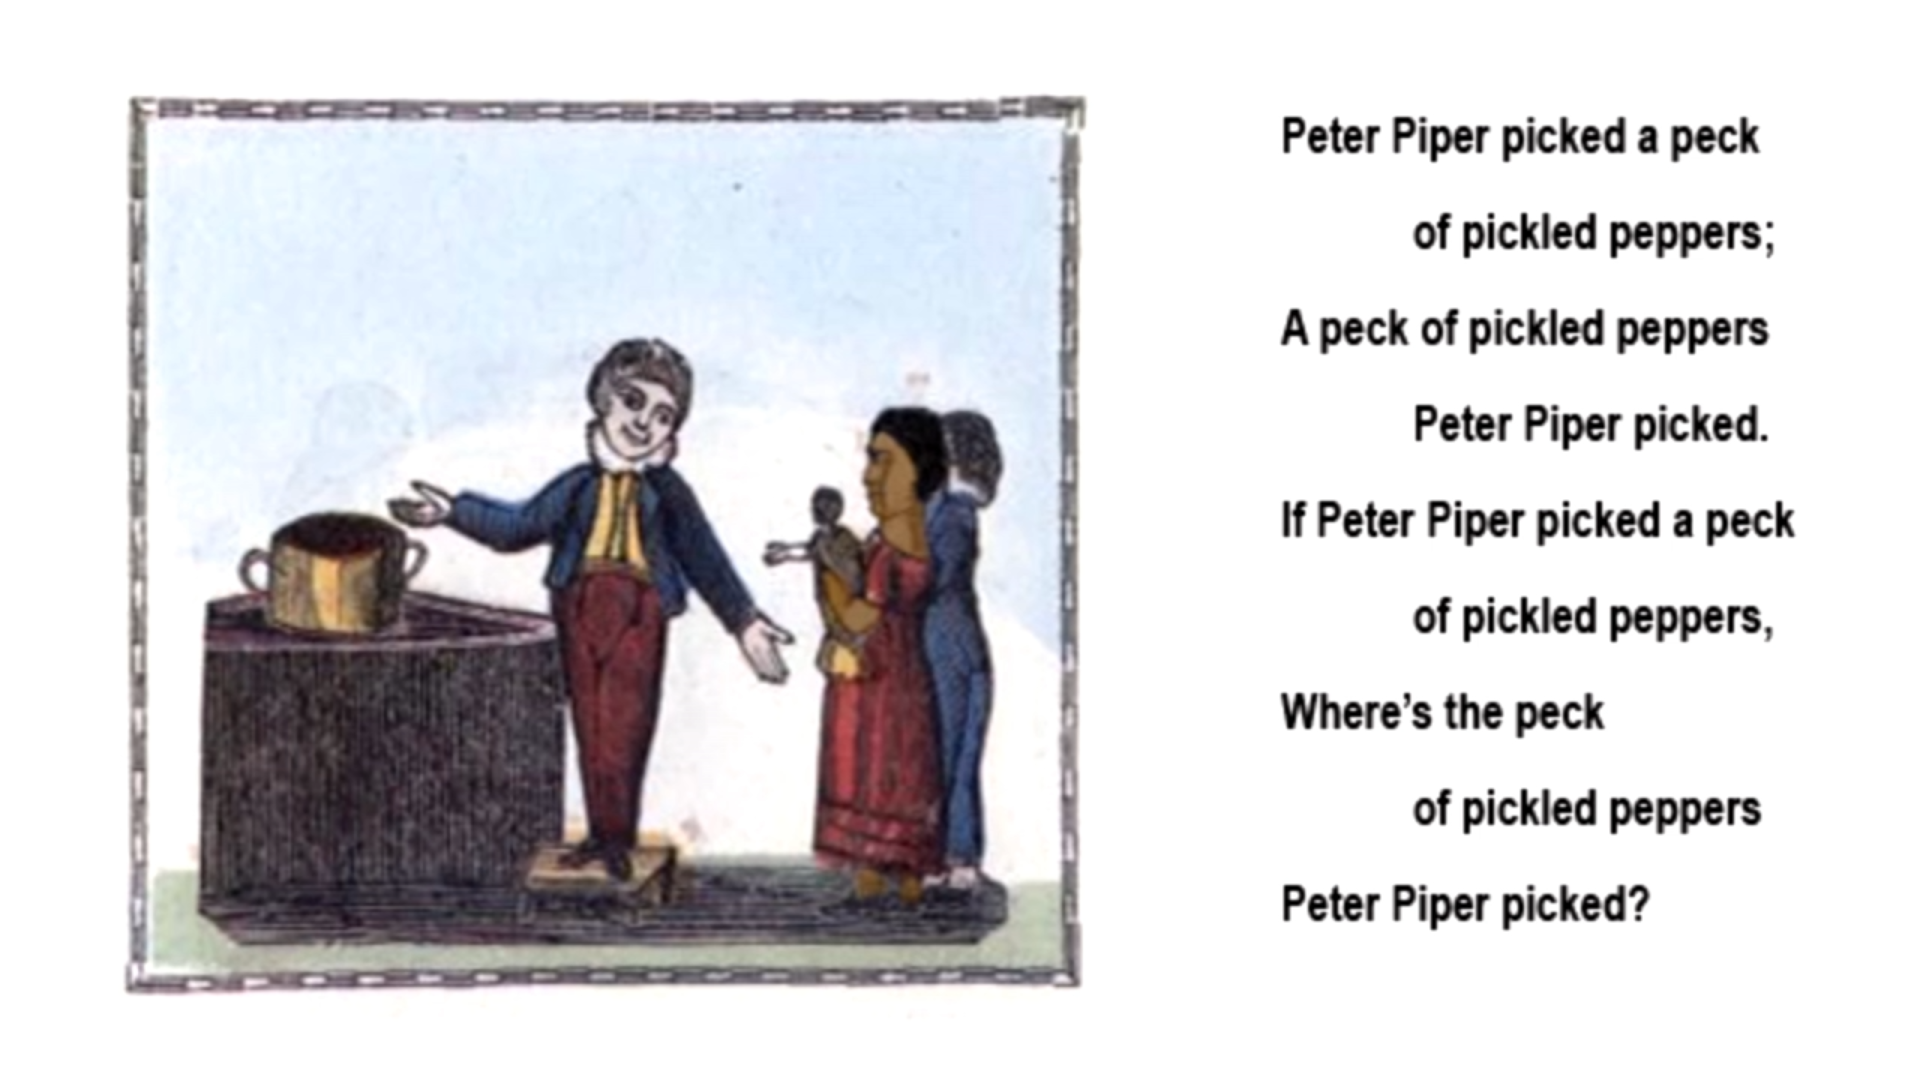 Peter Piper picked a peck
of pickled peppers;
A peck of pickled peppers
Peter Piper picked.
If Peter Piper picked a peck
of pickled peppers,
Where’s the peck
of pickled peppers
Peter Piper picked?